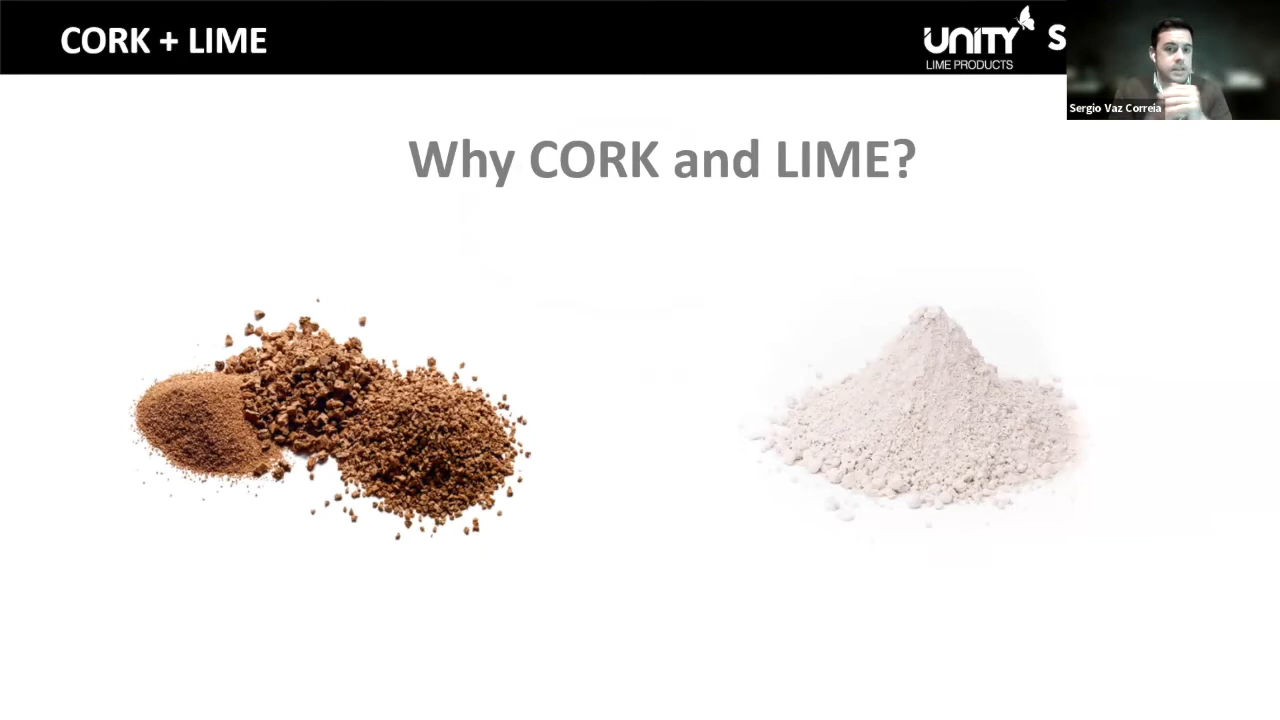 CORK + LIME
UNITY
LIME PRODUCTS
S
Sergio Vaz Correia
Why CORK and LIME?